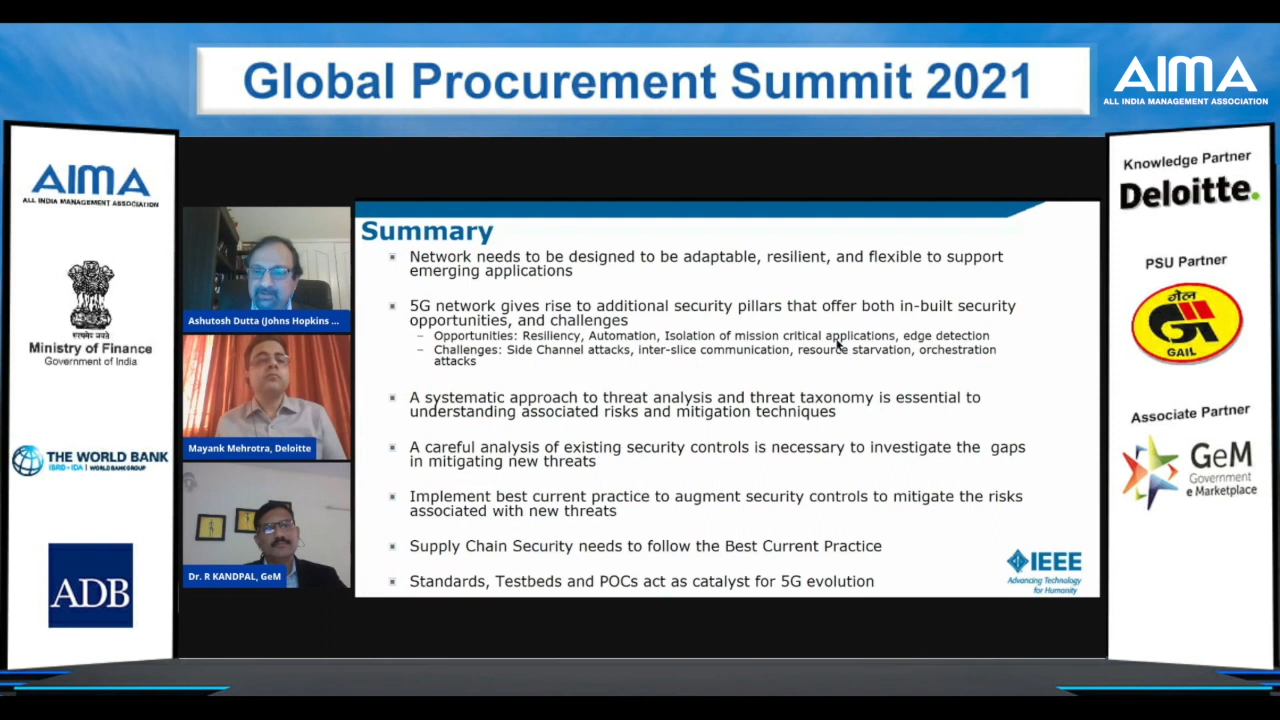 Global Procurement Summit 2021
AIMA
ALL INDIA MANAGEMENT ASSOCIATION
AIMA
ALL INDIA MANAGEMENT ASSOCIATION
सत्यमेव जयते
Ministry of Finance
Government of India
THE WORLD BANK
IBRD • IDA | WORLD BANK GROUP
ADB
Ashutosh Dutta (Johns Hopkins ...
Mayank Mehrotra, Deloitte
Dr. R KANDPAL, GeM
Summary
Network needs to be designed to be adaptable, resilient, and flexible to support
emerging applications
5G network gives rise to additional security pillars that offer both in-built security
opportunities, and challenges
– Opportunities: Resiliency, Automation, Isolation of mission critical applications, edge detection
– Challenges: Side Channel attacks, inter-slice communication, resource starvation, orchestration
attacks
A systematic approach to threat analysis and threat taxonomy is essential to
understanding associated risks and mitigation techniques
A careful analysis of existing security controls is necessary to investigate the gaps
in mitigating new threats
Implement best current practice to augment security controls to mitigate the risks
associated with new threats
Supply Chain Security needs to follow the Best Current Practice
Standards, Testbeds and POCs act as catalyst for 5G evolution
IEEE
Advancing Technology
for Humanity
Knowledge Partner
Deloitte.
PSU Partner
गेल
GAIL
Associate Partner
GeM
Government
e Marketplace